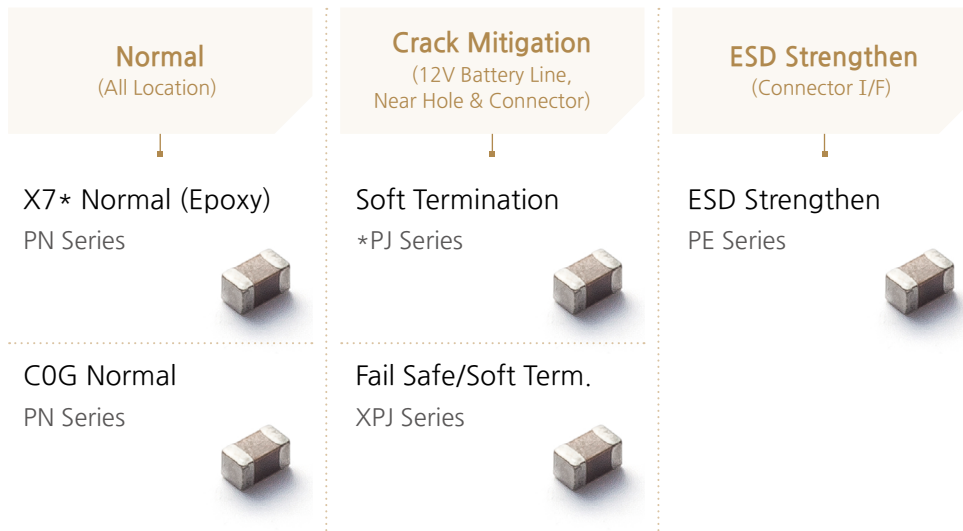 Normal
(All Location)
Crack Mitigation
(12V Battery Line,
Near Hole & Connector)
ESD Strengthen
(Connector I/F)
X7* Normal (Epoxy)
PN Series
Soft Termination
*PJ Series
ESD Strengthen
PE Series
C0G Normal
PN Series
Fail Safe/Soft Term.
XPJ Series